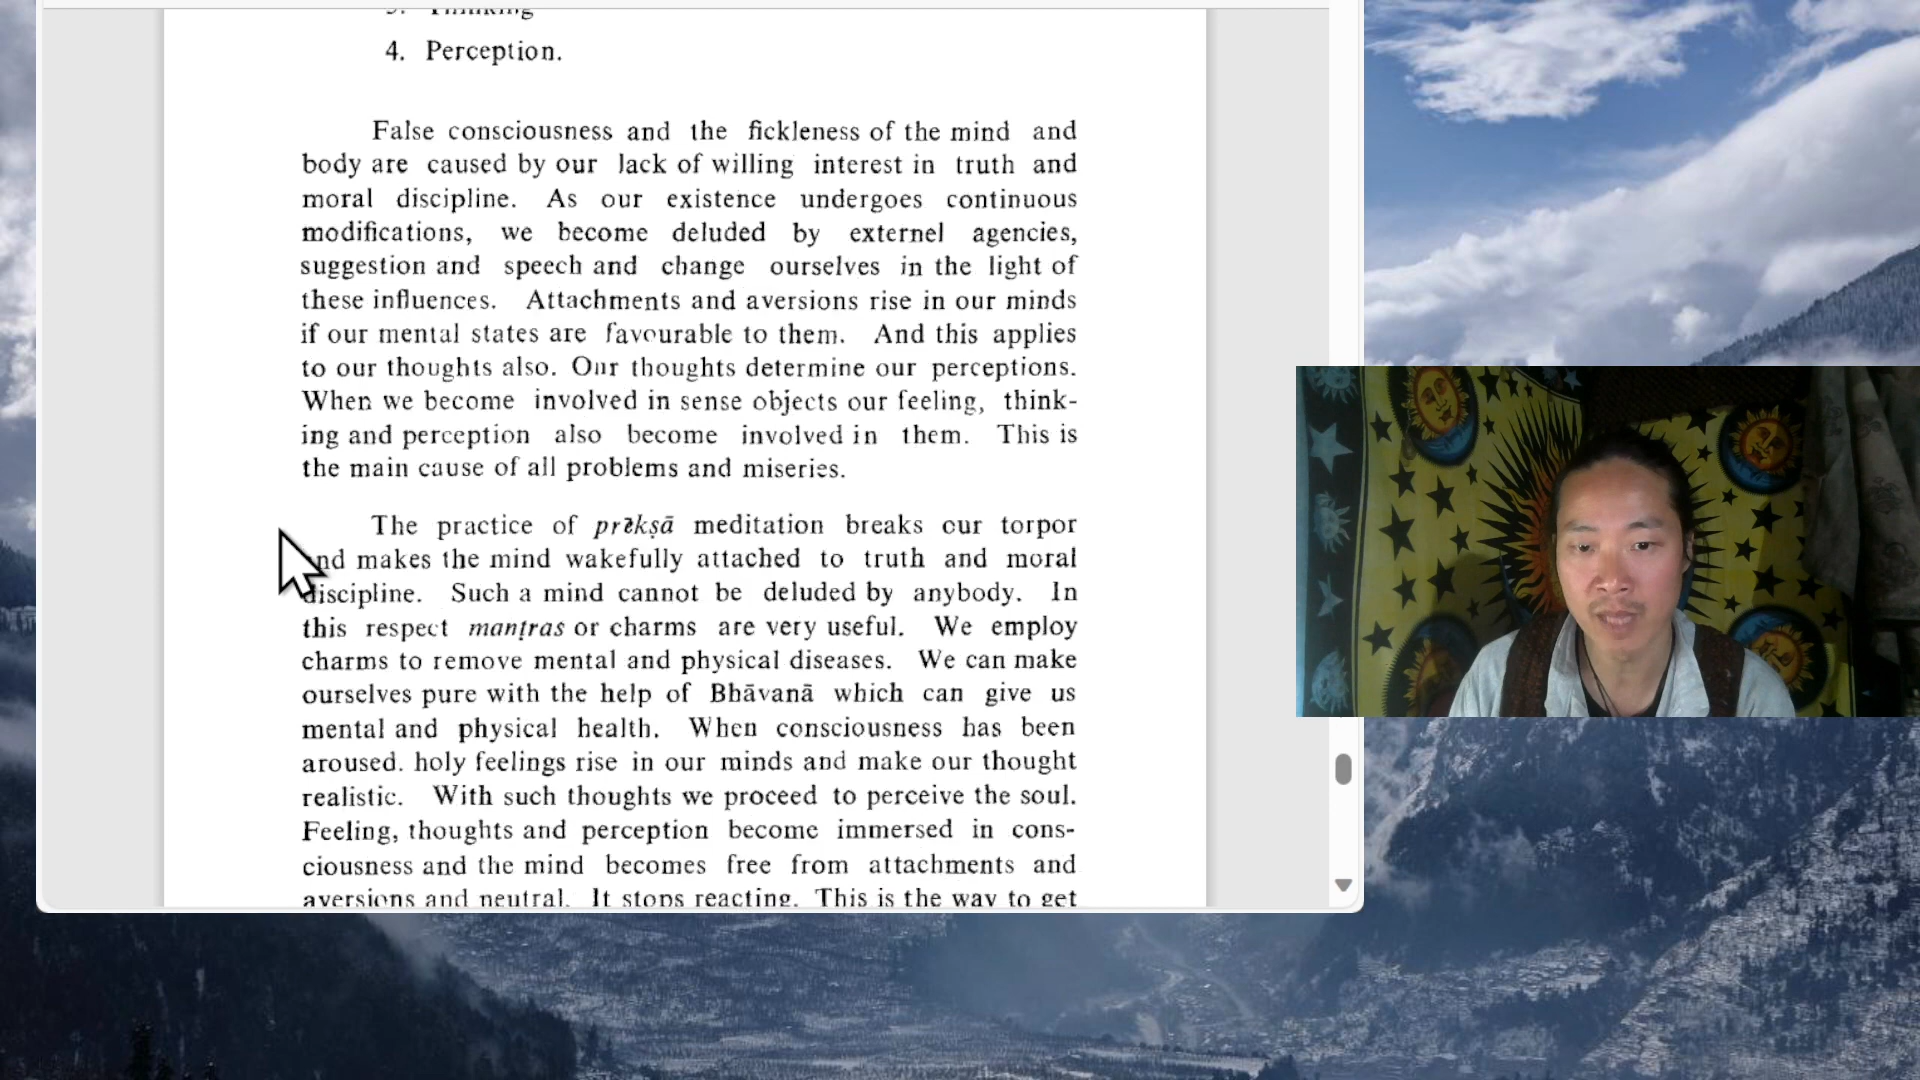 3. Thinking
4. Perception.
False consciousness and the fickleness of the mind and
body are caused by our lack of willing interest in truth and
moral discipline. As our existence undergoes continuous
modifications, we become deluded by externel agencies,
suggestion and speech and change ourselves in the light of
these influences. Attachments and aversions rise in our minds
if our mental states are favourable to them. And this applies
to our thoughts also. Our thoughts determine our perceptions.
When we become involved in sense objects our feeling, think-
ing and perception also become involved in them. This is
the main cause of all problems and miseries.
The practice of prēkṣā meditation breaks our torpor
and makes the mind wakefully attached to truth and moral
discipline. Such a mind cannot be deluded by anybody. In
this respect manṭras or charms are very useful. We employ
charms to remove mental and physical diseases. We can make
ourselves pure with the help of Bhāvanā which can give us
mental and physical health. When consciousness has been
aroused. holy feelings rise in our minds and make our thought
realistic. With such thoughts we proceed to perceive the soul.
Feeling, thoughts and perception become immersed in cons-
ciousness and the mind becomes free from attachments and
aversions and neutral. It stops reacting. This is the way to get